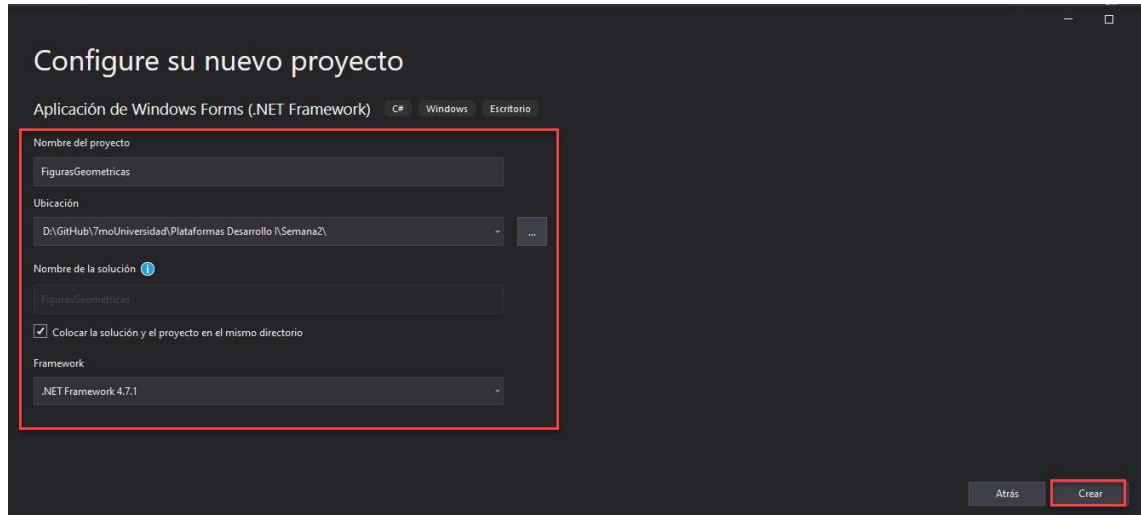 Configure su nuevo proyecto
Aplicación de Windows Forms (.NET Framework) C# Windows Escritorio
Nombre del proyecto
FigurasGeometricas
Ubicación
D:\GitHub\7moUniversidad\Plataformas Desarrollo I\Semana2\
...
Nombre de la solución
FigurasGeometricas
Colocar la solución y el proyecto en el mismo directorio
Framework
.NET Framework 4.7.1
Atrás Crear